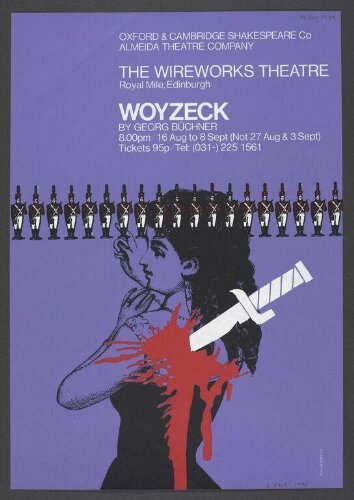 OXFORD & CAMBRIDGE SHAKESPEARE Co
ALMEIDA THEATRE COMPANY
THE WIREWORKS THEATRE
Royal Mile, Edinburgh
WOYZECK
BY GEORG BÜCHNER
8.00pm / 16 Aug to 8 Sept (Not 27 Aug & 3 Sept)
Tickets 95p / Tel: (031-) 225 1561